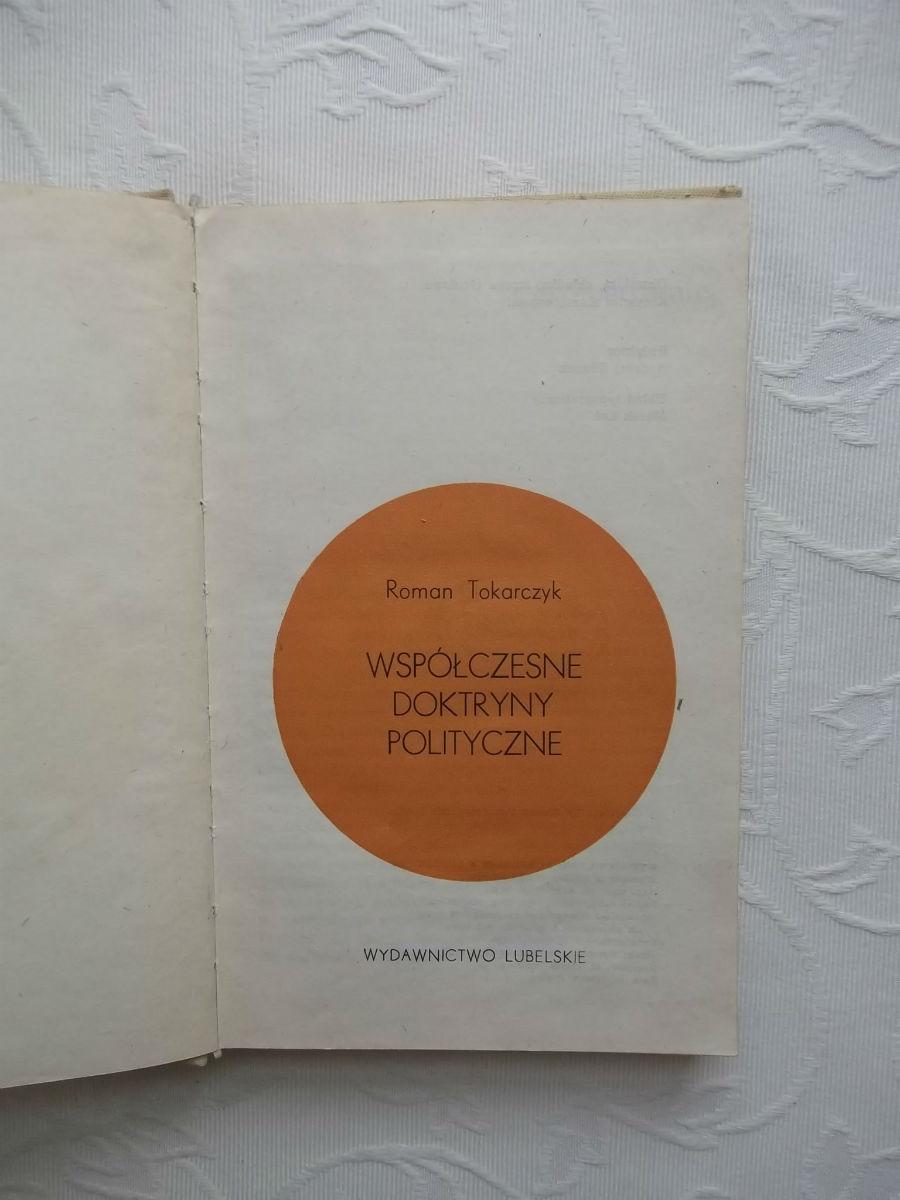 Roman Tokarczyk
WSPÓŁCZESNE
DOKTRYNY
POLITYCZNE
WYDAWNICTWO LUBELSKIE